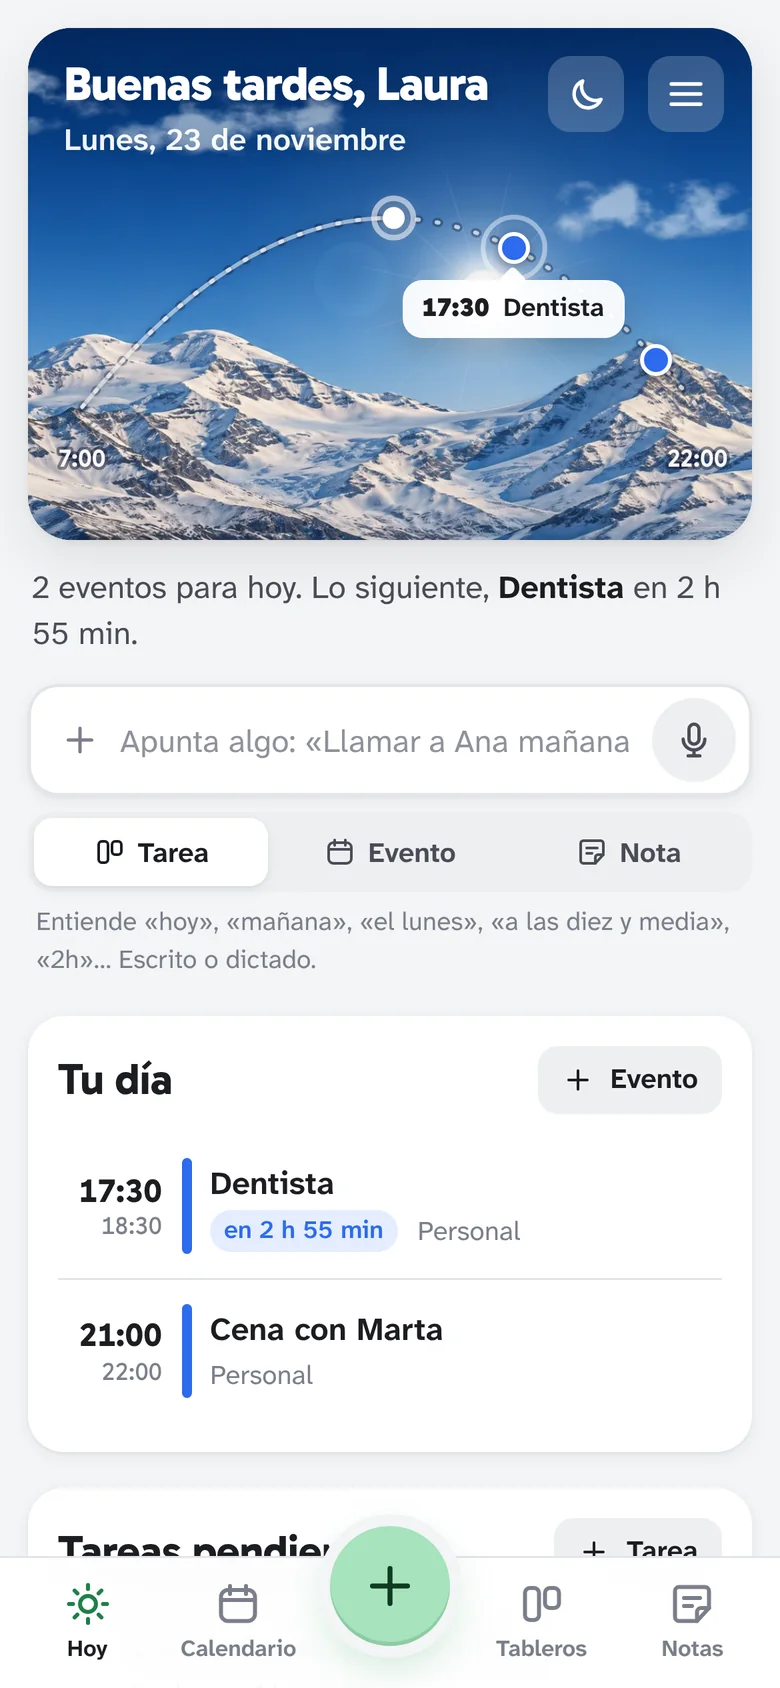 Buenas tardes, Laura
Lunes, 23 de noviembre
17:30 Dentista
7:00
22:00
2 eventos para hoy. Lo siguiente, Dentista en 2 h
55 min.
Apunta algo: «Llamar a Ana mañana
Tarea
Evento
Nota
Entiende «hoy», «mañana», «el lunes», «a las diez y media»,
«2h»... Escrito o dictado.
Tu día
+ Evento
17:30
18:30
Dentista
en 2 h 55 min
Personal
21:00
22:00
Cena con Marta
Personal
Tareas
+ Tarea
Hoy
Calendario
Tableros
Notas